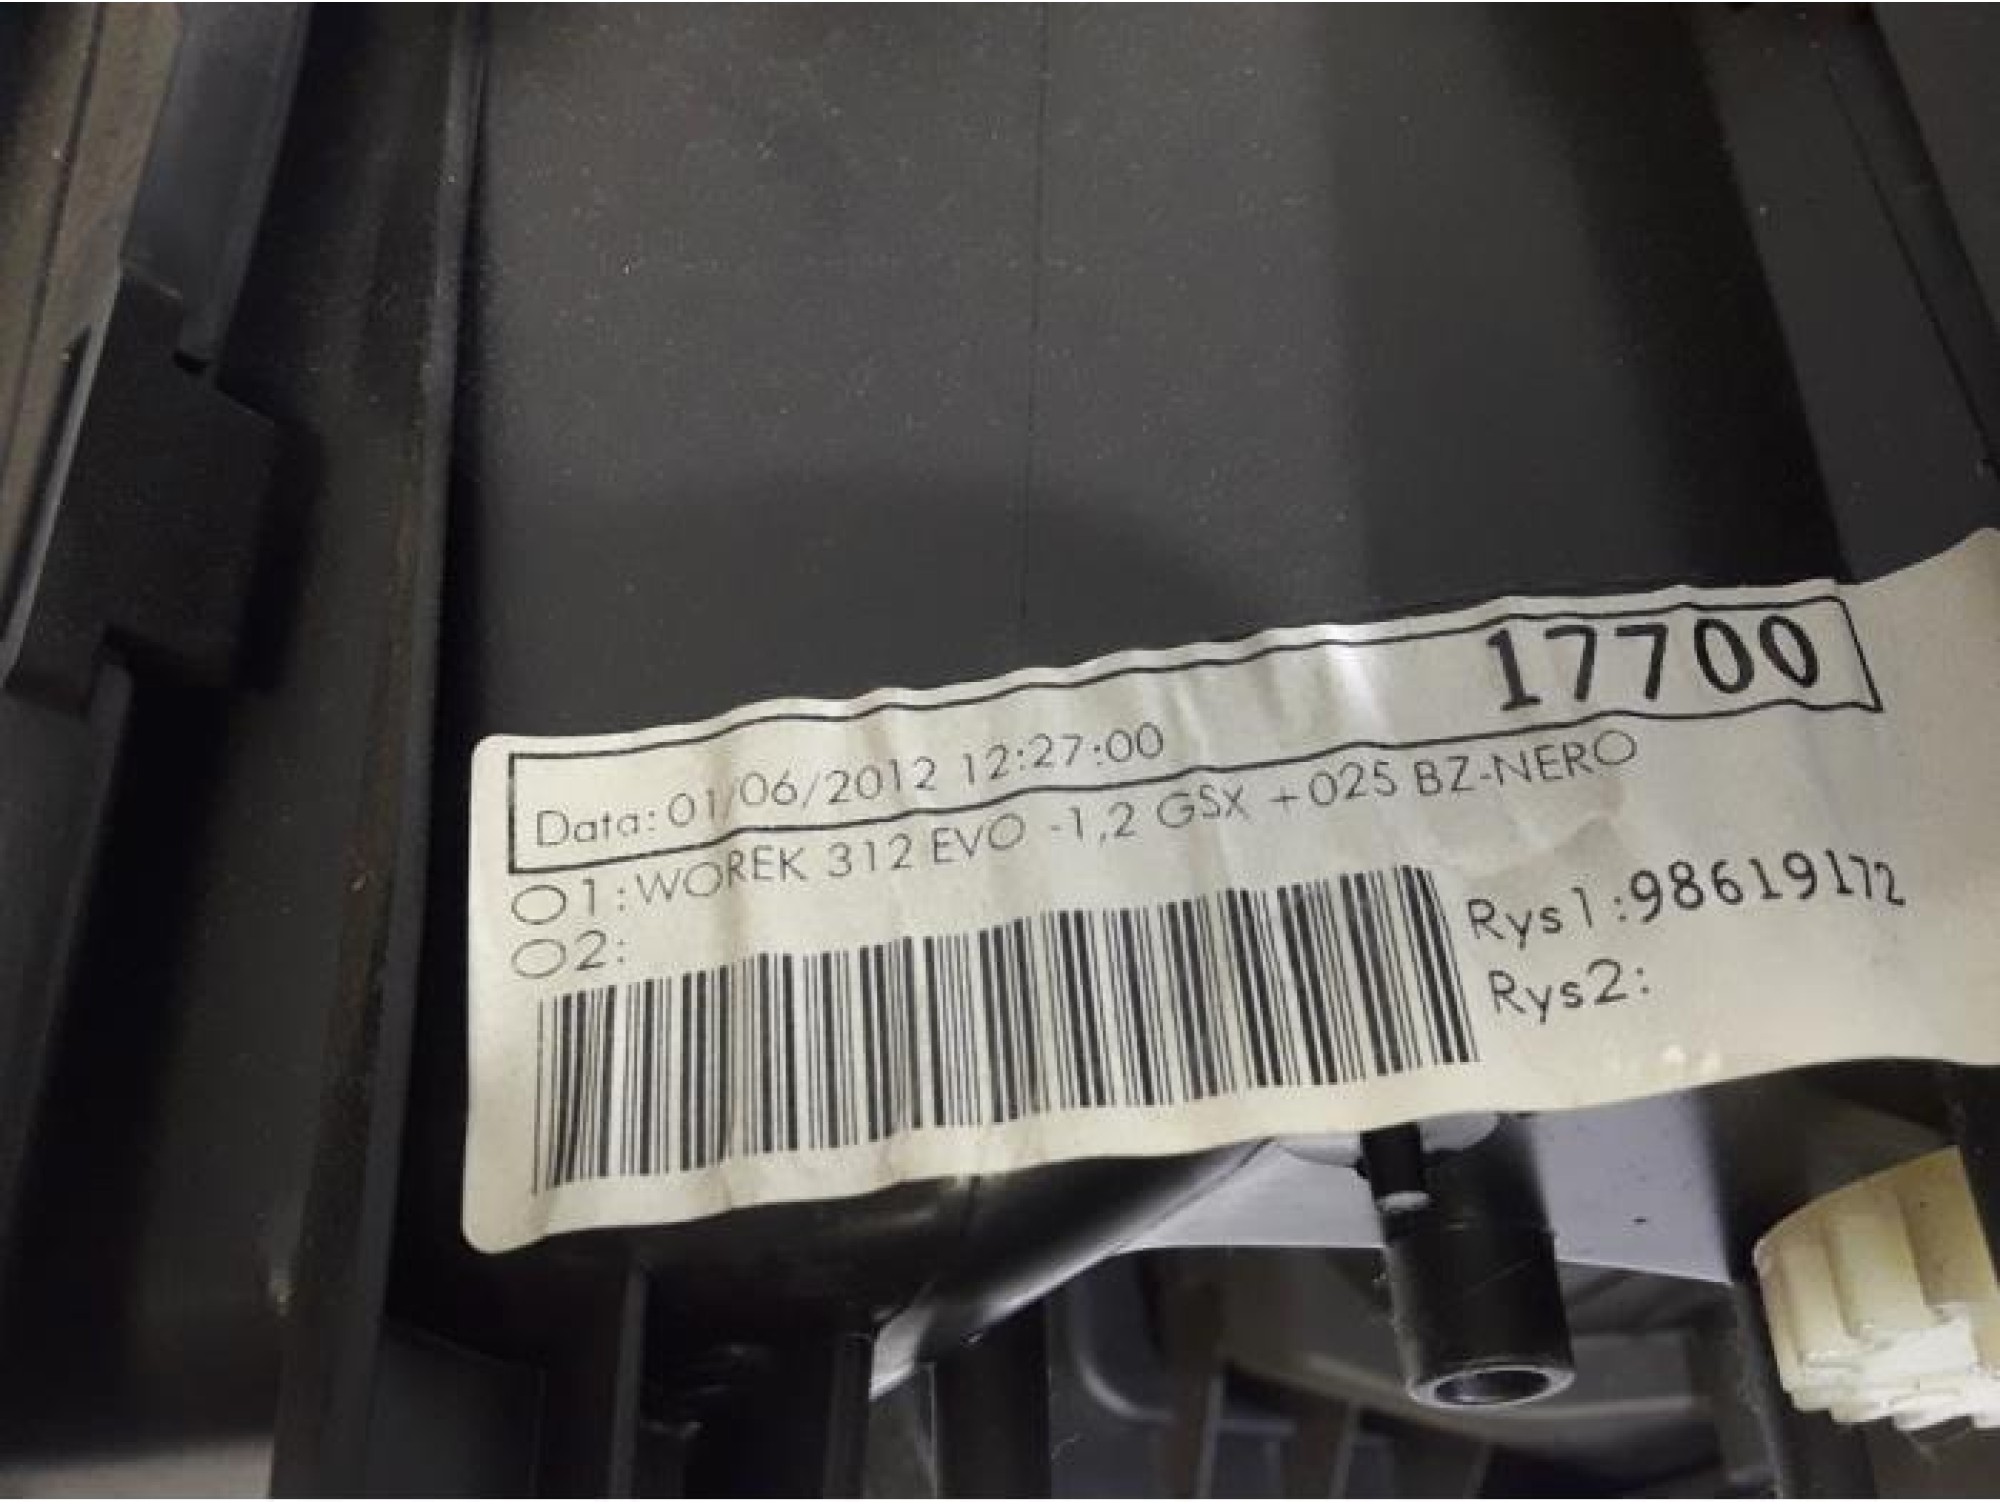 17700
Data: 01/06/2012 12:27:00
O1:WOREK 312 EVO -1,2 GSX +025 BZ-NERO
O2:
Rys1:98619172
Rys2: